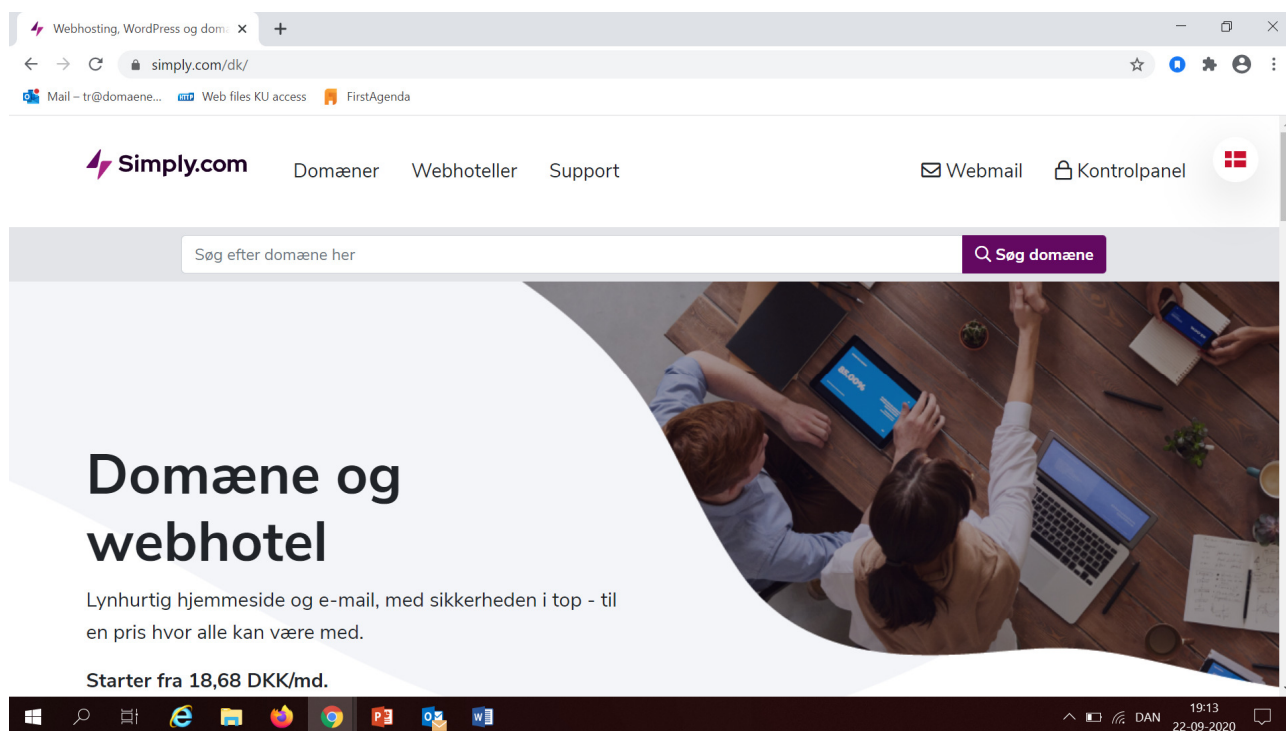 Webhosting, WordPress og dom
simply.com/dk/
Mail – tr@domaene... Web files KU access FirstAgenda
Simply.com Domæner Webhoteller Support Webmail Kontrolpanel
Søg efter domæne her Søg domæne
85.00%
Domæne og
webhotel
Lynhurtig hjemmeside og e-mail, med sikkerheden i top - til
en pris hvor alle kan være med.
Starter fra 18,68 DKK/md.
DAN 19:13
22-09-2020